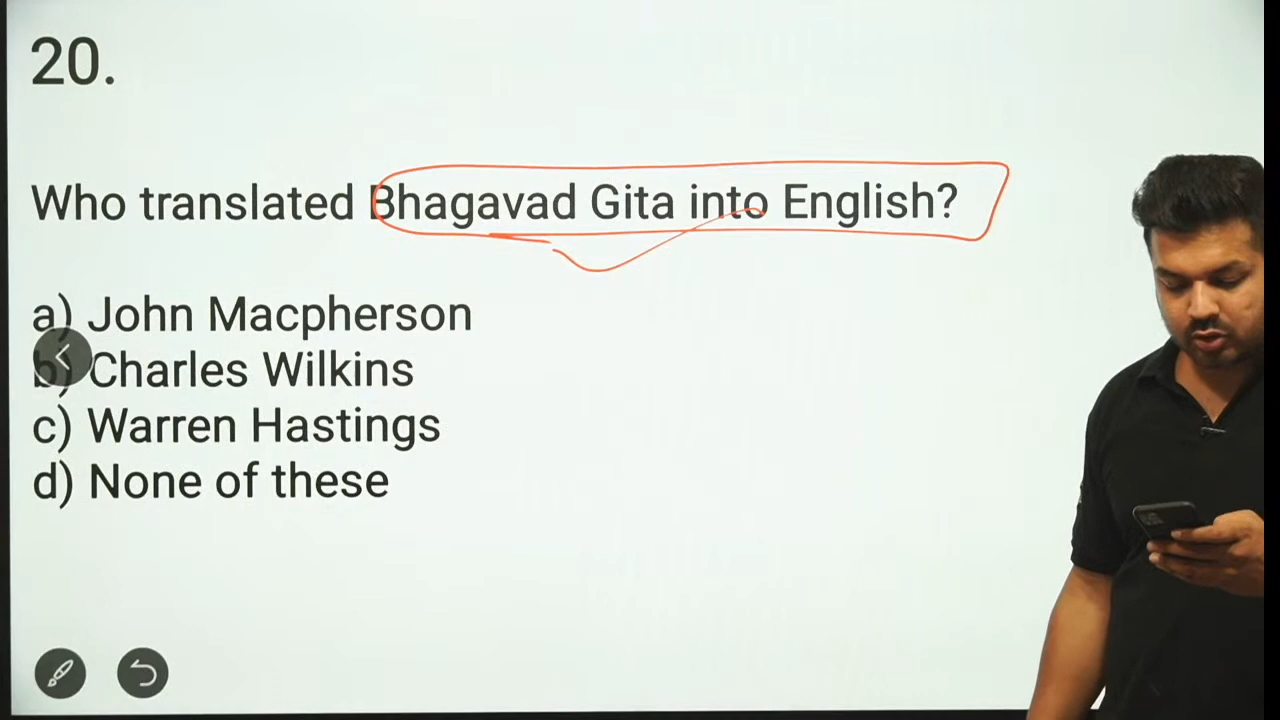 20.
Who translated Bhagavad Gita into English?
a) John Macpherson
b) Charles Wilkins
c) Warren Hastings
d) None of these